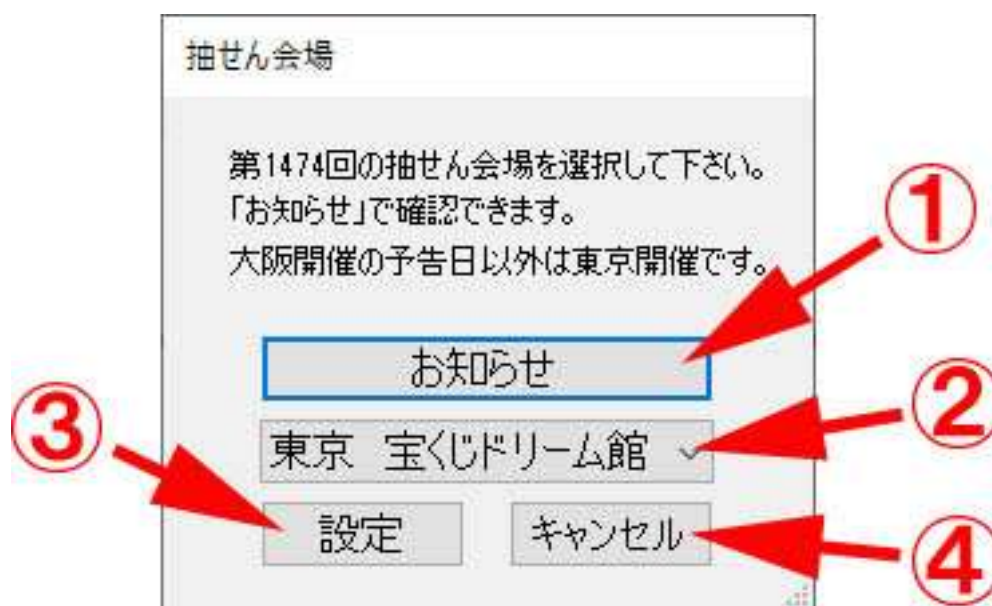 抽せん会場
第1474回の抽せん会場を選択して下さい。
「お知らせ」で確認できます。
大阪開催の予告日以外は東京開催です。
①
お知らせ
②
東京 宝くじドリーム館
③
設定
キャンセル
④